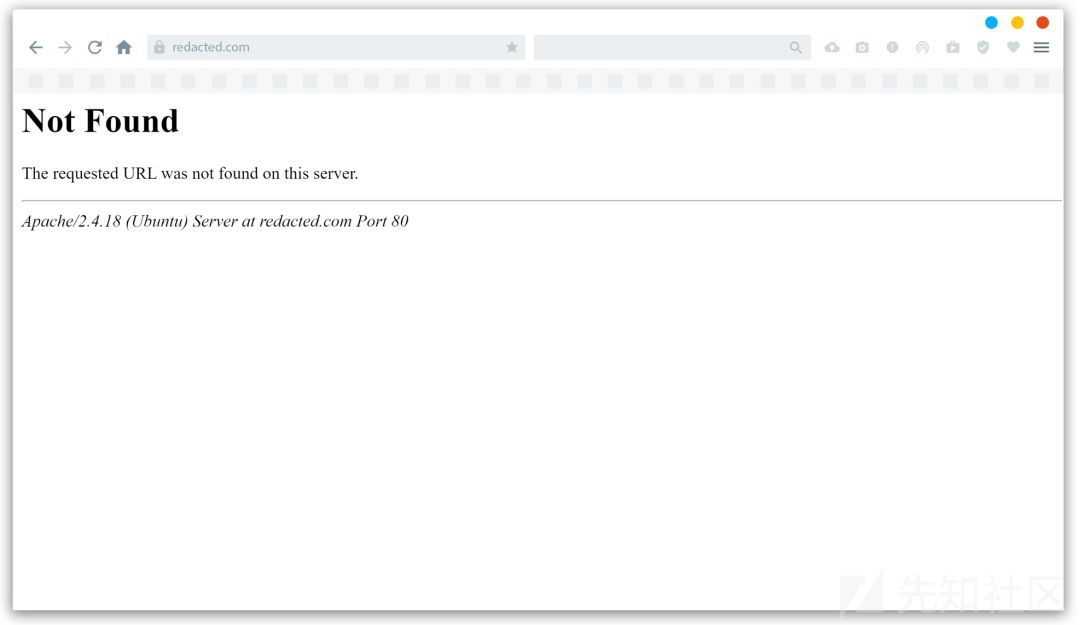 redacted.com
Not Found
The requested URL was not found on this server.
Apache/2.4.18 (Ubuntu) Server at redacted.com Port 80
先知社区